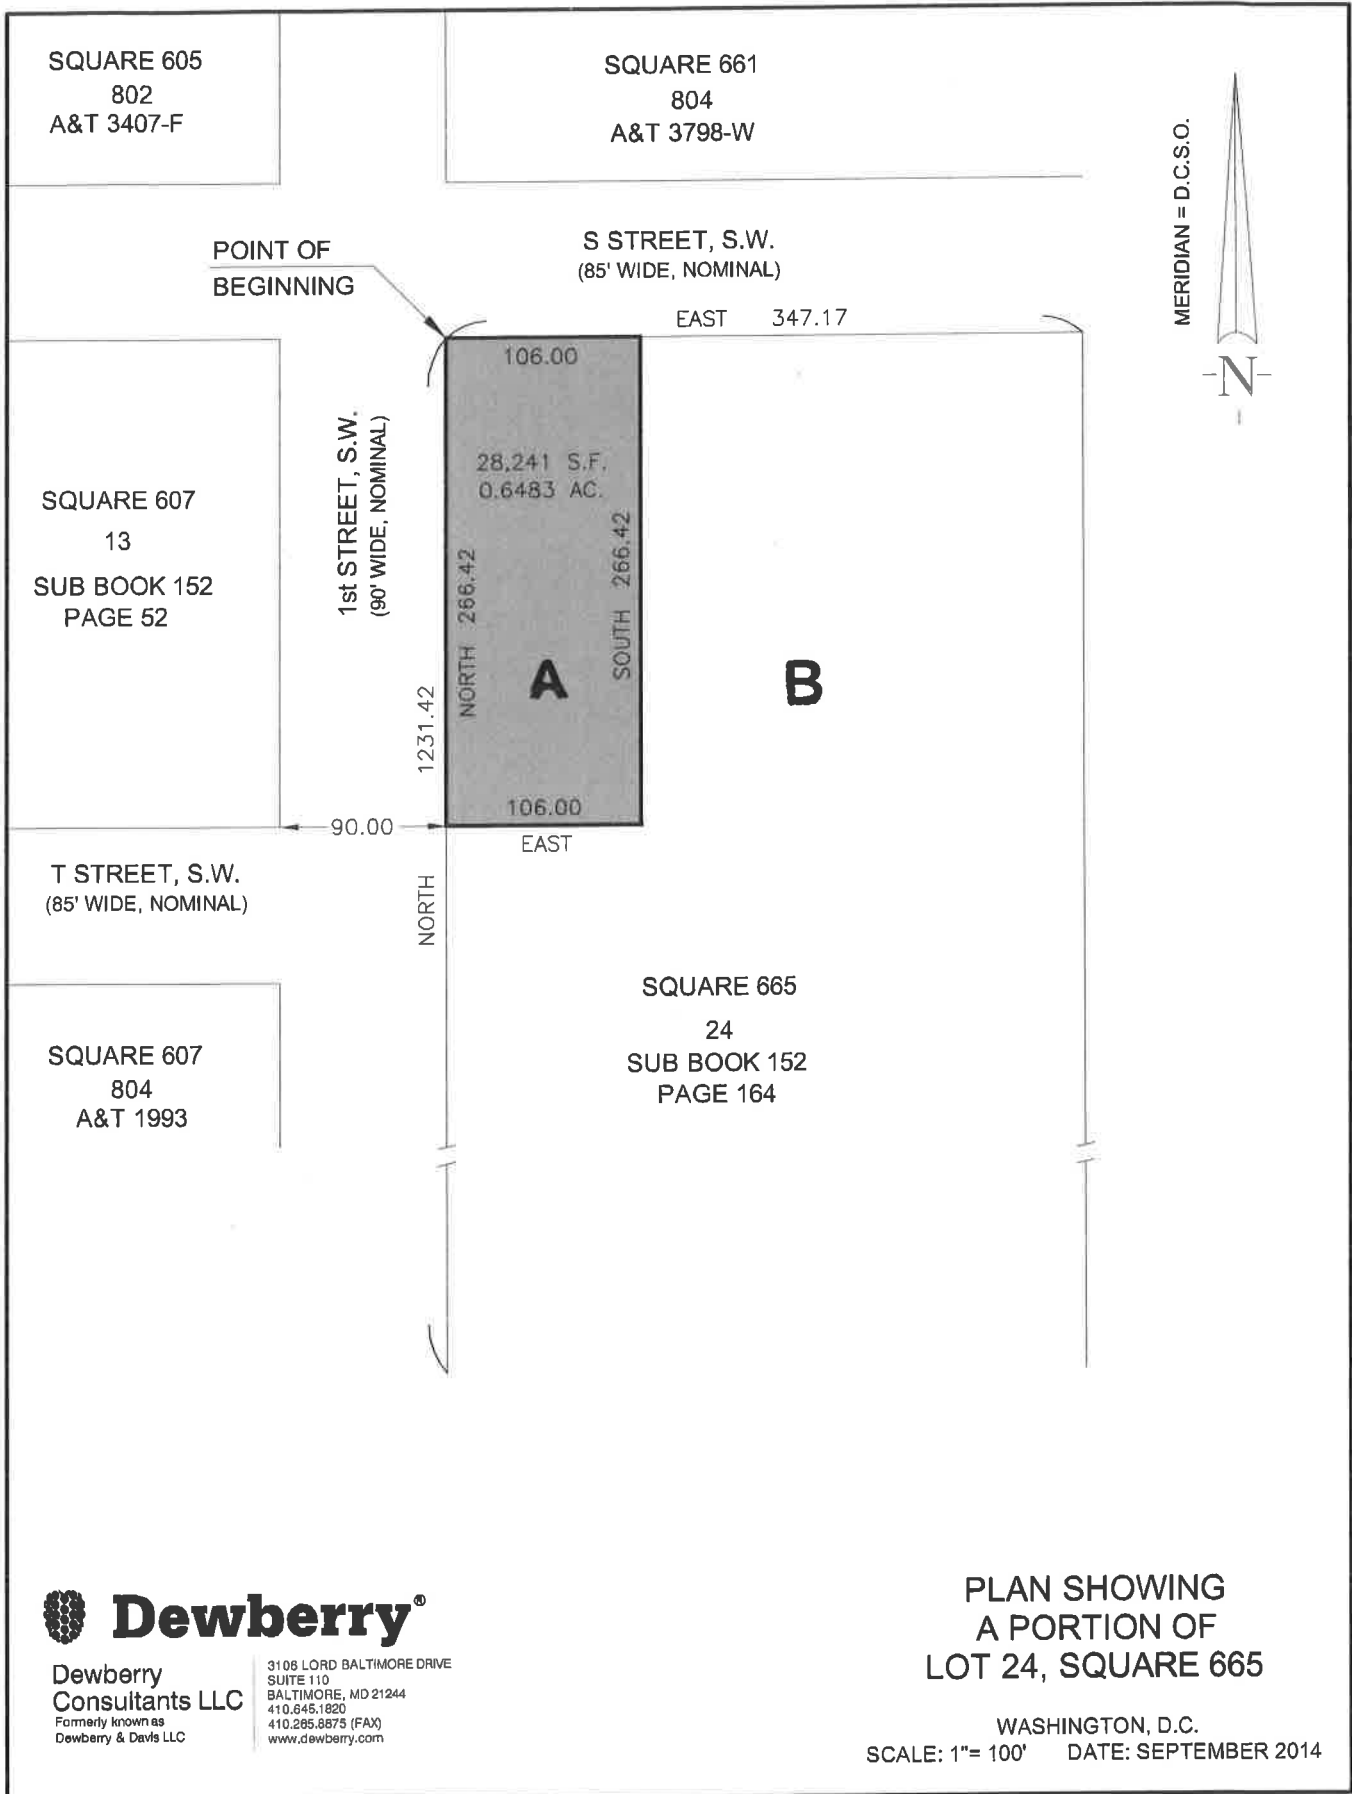 SQUARE 605
802
A&T 3407-F
SQUARE 661
804
A&T 3798-W
MERIDIAN = D.C.S.O.
N
POINT OF
BEGINNING
S STREET, S.W.
(85' WIDE, NOMINAL)
EAST 347.17
106.00
28,241 S.F.
0.6483 AC.
1st STREET, S.W.
(90' WIDE, NOMINAL)
SQUARE 607
13
SUB BOOK 152
PAGE 52
NORTH 266.42
SOUTH 266.42
A
B
1231.42
106.00
90.00
EAST
T STREET, S.W.
(85' WIDE, NOMINAL)
NORTH
SQUARE 665
24
SUB BOOK 152
PAGE 164
SQUARE 607
804
A&T 1993
Dewberry®
Dewberry
Consultants LLC
Formerly known as
Dewberry & Davis LLC
3106 LORD BALTIMORE DRIVE
SUITE 110
BALTIMORE, MD 21244
410.645.1820
410.265.8875 (FAX)
www.dewberry.com
PLAN SHOWING
A PORTION OF
LOT 24, SQUARE 665
WASHINGTON, D.C.
SCALE: 1"= 100' DATE: SEPTEMBER 2014